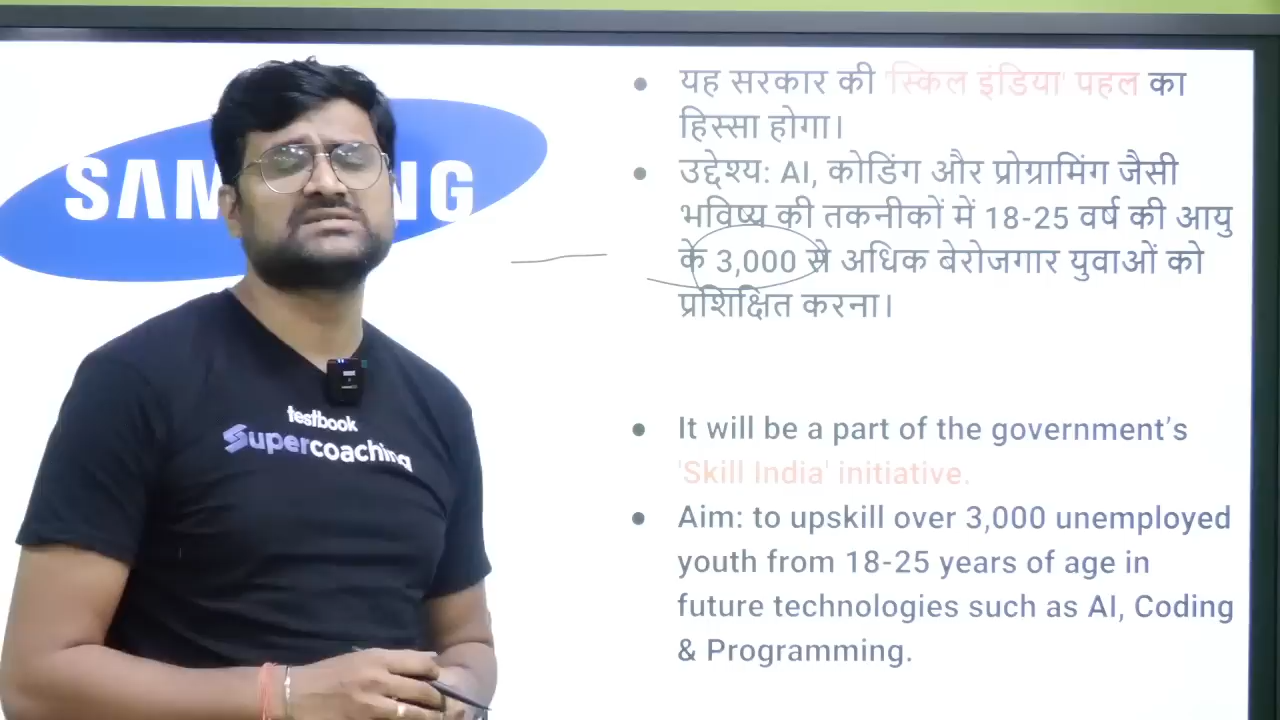 SAM NG
testbook
Supercoaching
• यह सरकार की 'स्किल इंडिया' पहल का
हिस्सा होगा।
• उद्देश्य: AI, कोडिंग और प्रोग्रामिंग जैसी
भविष्य की तकनीकों में 18-25 वर्ष की आयु
के 3,000 से अधिक बेरोजगार युवाओं को
प्रशिक्षित करना।
• It will be a part of the government’s
'Skill India' initiative.
• Aim: to upskill over 3,000 unemployed
youth from 18-25 years of age in
future technologies such as AI, Coding
& Programming.